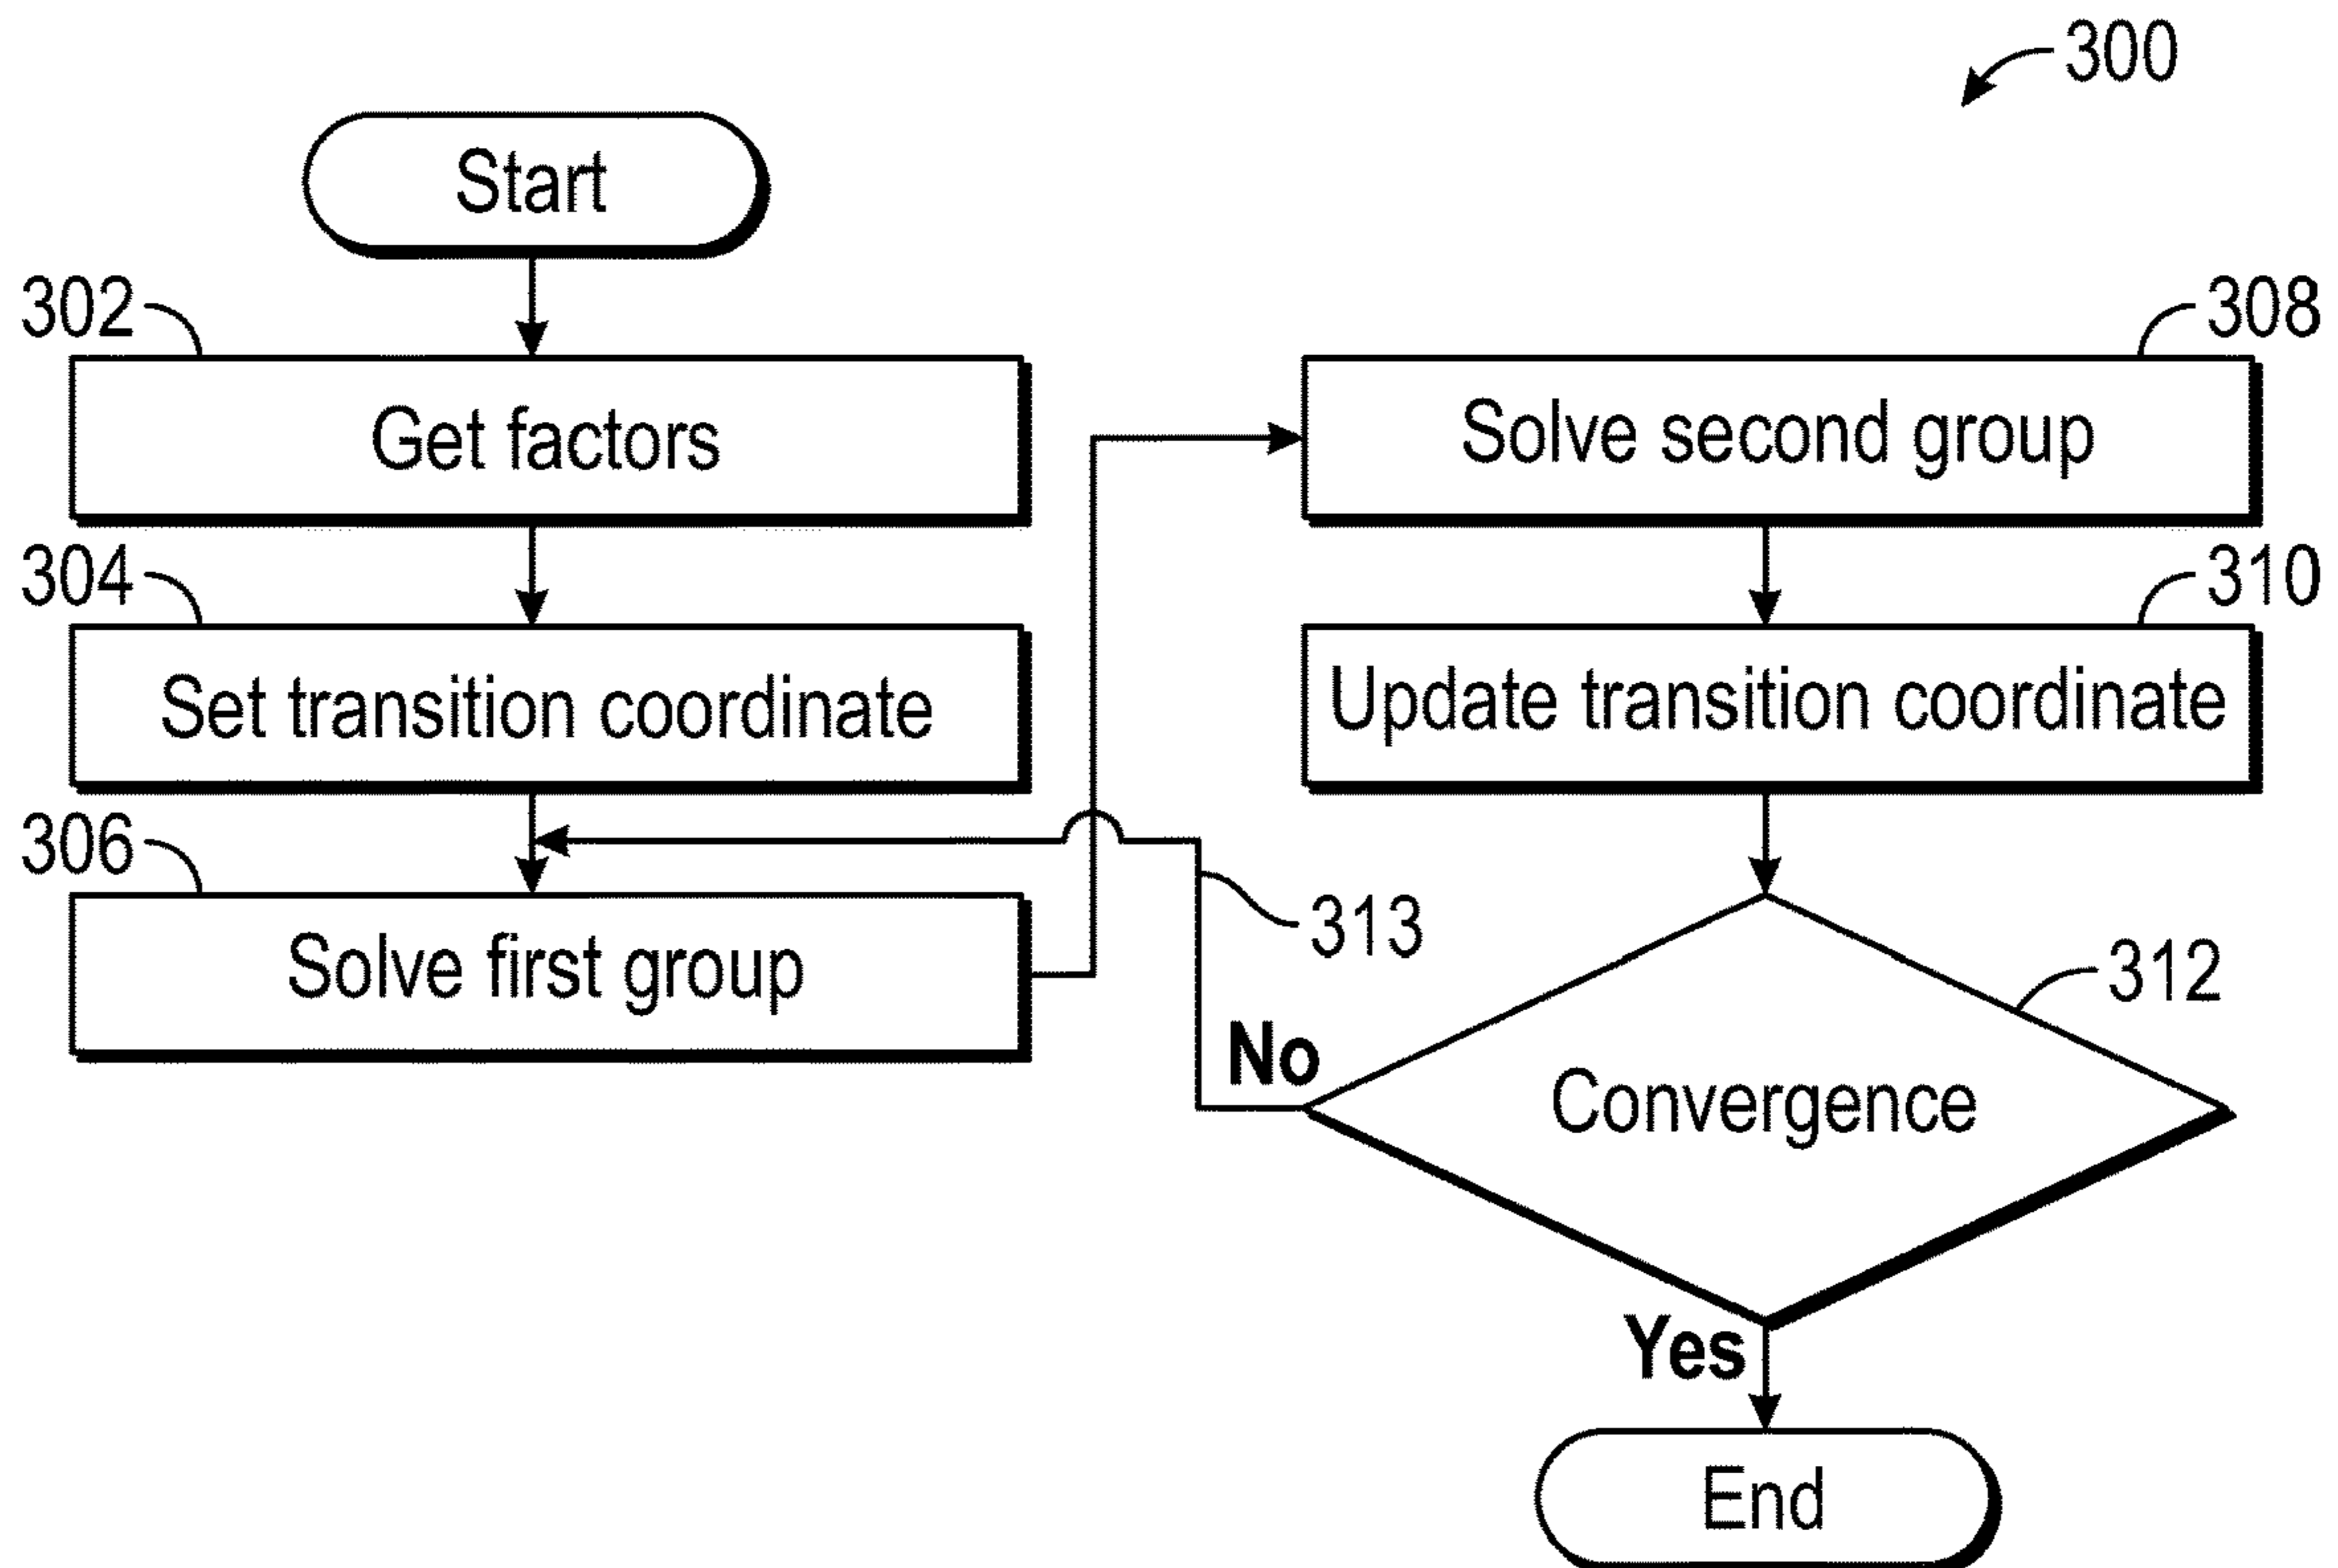 300
Start
302
Get factors
304
Set transition coordinate
306
Solve first group
308
Solve second group
310
Update transition coordinate
313
312
Convergence
No
Yes
End